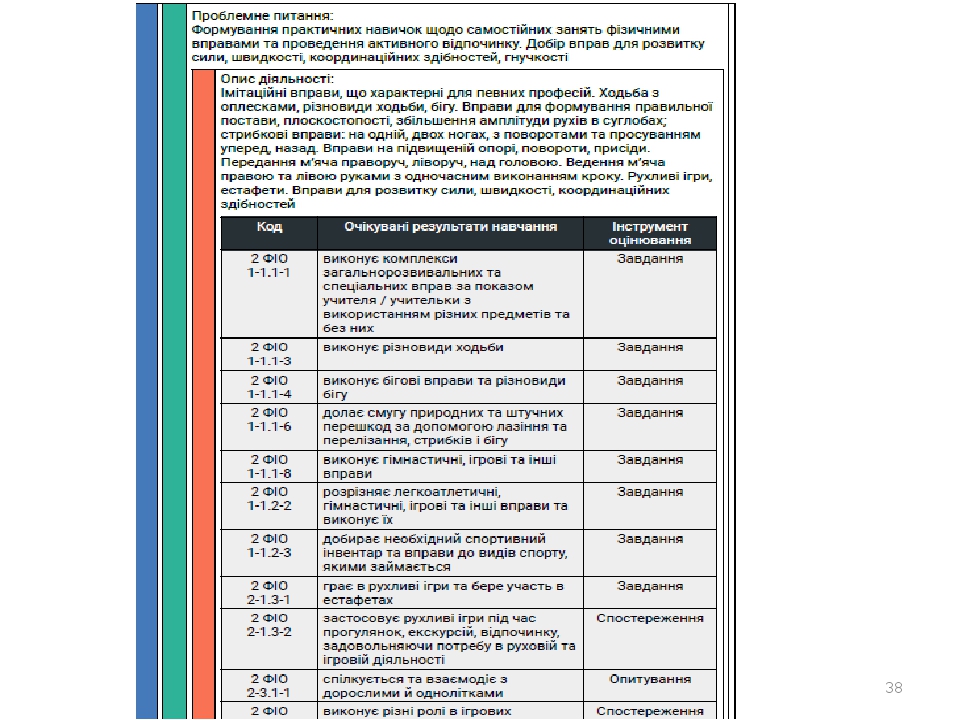 Проблемне питання:
Формування практичних навичок щодо самостійних занять фізичними
вправами та проведення активного відпочинку. Добір вправ для розвитку
сили, швидкості, координаційних здібностей, гнучкості
Опис діяльності:
Імітаційні вправи, що характерні для певних професій. Ходьба з
оплесками, різновиди ходьби, бігу. Вправи для формування правильної
постави, плоскостопості, збільшення амплітуди рухів в суглобах;
стрибкові вправи: на одній, двох ногах, з поворотами та просуванням
уперед, назад. Вправи на підвищеній опорі, повороти, присіди.
Передання м'яча праворуч, ліворуч, над головою. Ведення м'яча
правою та лівою руками з одночасним виконанням кроку. Рухливі ігри,
естафети. Вправи для розвитку сили, швидкості, координаційних
здібностей
Код Очікувані результати навчання Інструмент
оцінювання
2 ФІО виконує комплекси Завдання
1-1.1-1 загальнорозвивальних та
спеціальних вправ за показом
учителя / учительки з
використанням різних предметів та
без них
2 ФІО виконує різновиди ходьби Завдання
1-1.1-3
2 ФІО виконує бігові вправи та різновиди Завдання
1-1.1-4 бігу
2 ФІО долає смугу природних та штучних Завдання
1-1.1-6 перешкод за допомогою лазіння та
перелізання, стрибків і бігу
2 ФІО виконує гімнастичні, ігрові та інші Завдання
1-1.1-8 вправи
2 ФІО розрізняє легкоатлетичні, Завдання
1-1.2-2 гімнастичні, ігрові та інші вправи та
виконує їх
2 ФІО добирає необхідний спортивний Завдання
1-1.2-3 інвентар та вправи до видів спорту,
якими займається
2 ФІО грає в рухливі ігри та бере участь в Завдання
2-1.3-1 естафетах
2 ФІО застосовує рухливі ігри під час Спостереження
2-1.3-2 прогулянок, екскурсій, відпочинку,
задовольняючи потребу в руховій та
ігровій діяльності
2 ФІО спілкується та взаємодіє з Опитування
2-3.1-1 дорослими й однолітками
2 ФІО виконує різні ролі в ігрових Спостереження
38